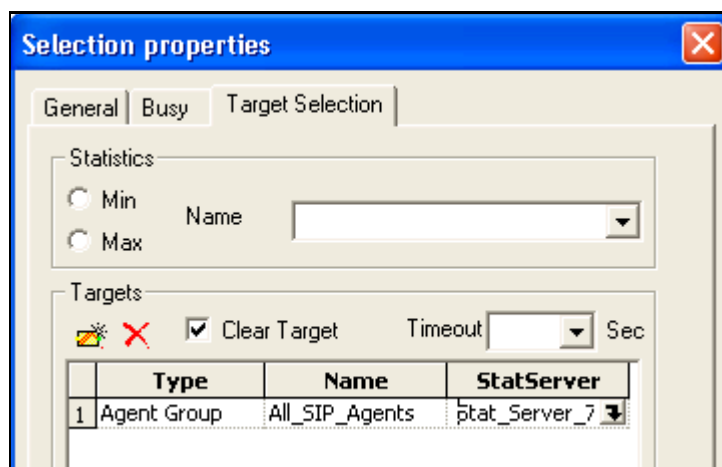 Selection properties
General Busy Target Selection
Statistics
Min
Name
Max
Targets
Clear Target Timeout Sec
Type Name StatServer
1 Agent Group All_SIP_Agents Stat_Server_7